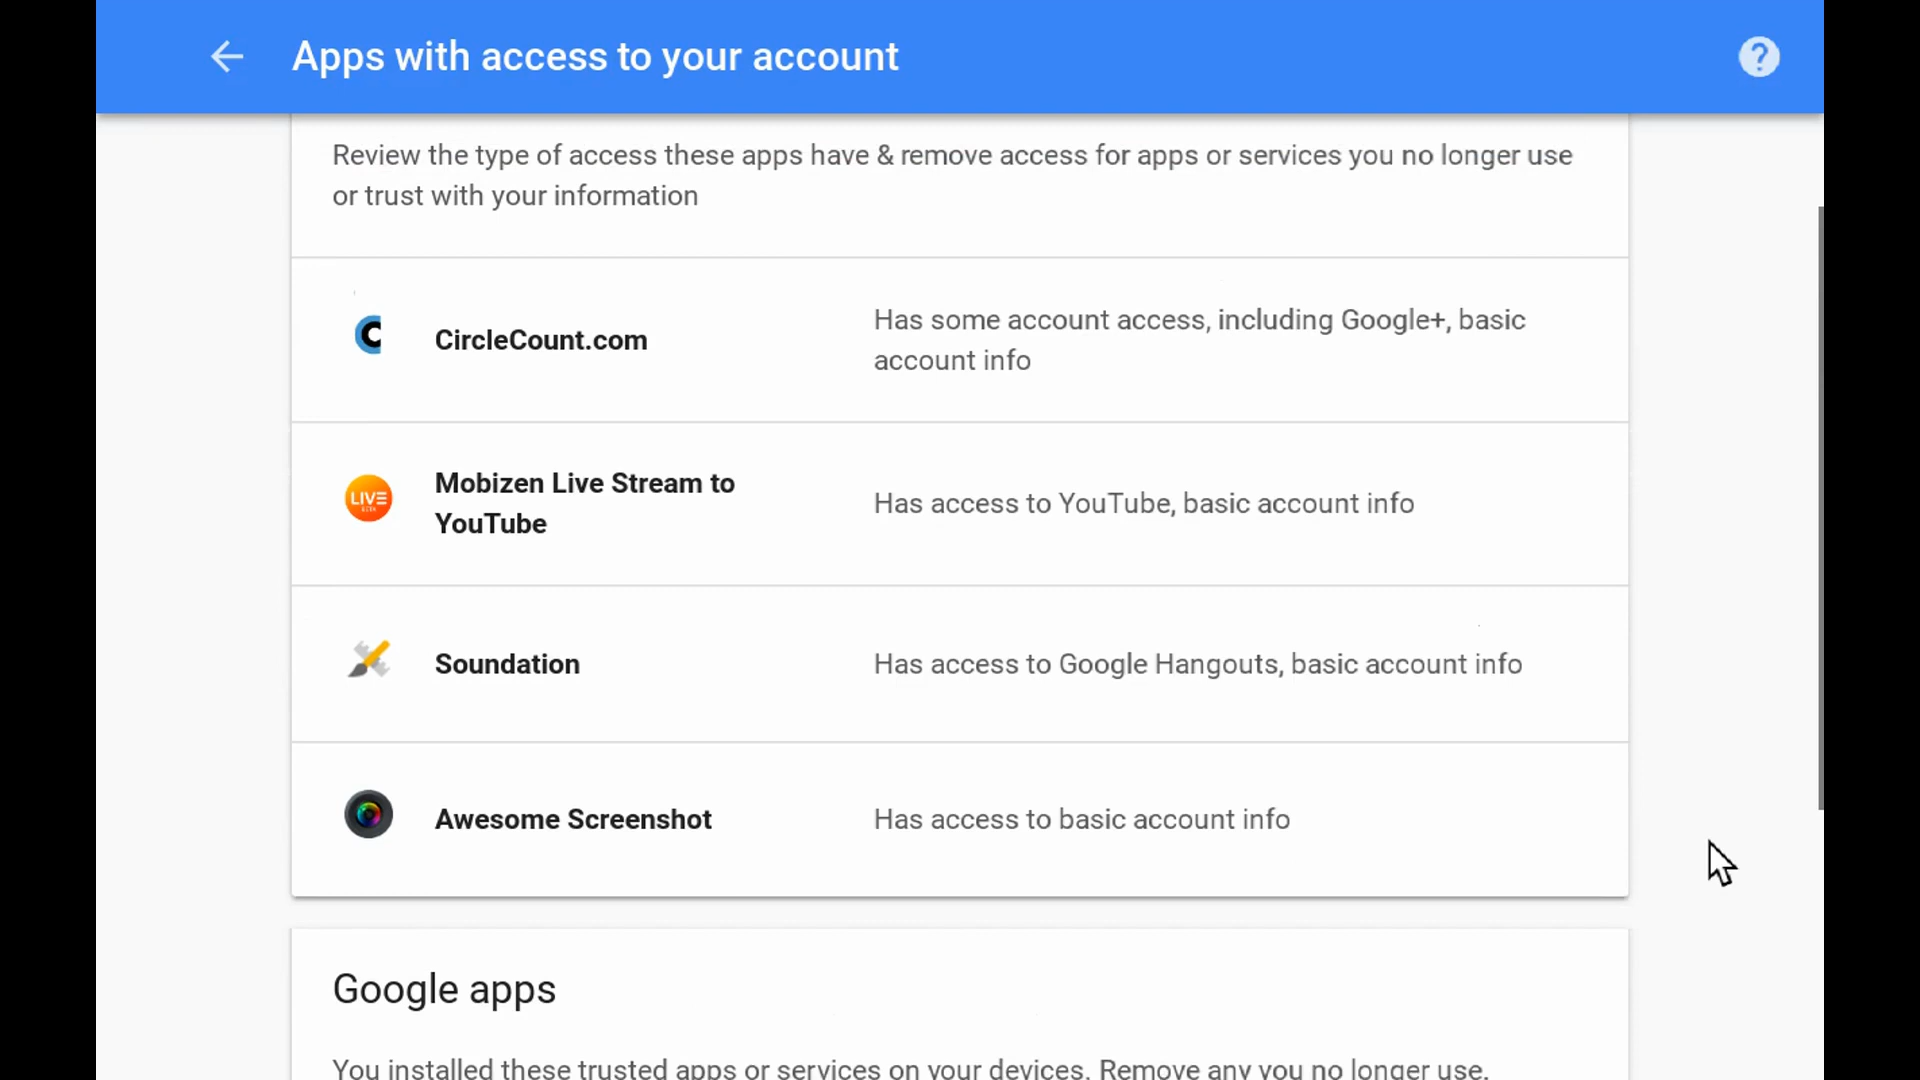 Apps with access to your account
?
Review the type of access these apps have & remove access for apps or services you no longer use
or trust with your information
CircleCount.com
Has some account access, including Google+, basic
account info
LIVE
Mobizen Live Stream to
YouTube
Has access to YouTube, basic account info
Soundation
Has access to Google Hangouts, basic account info
Awesome Screenshot
Has access to basic account info
Google apps
You installed these trusted apps or services on your devices. Remove any you no longer use.